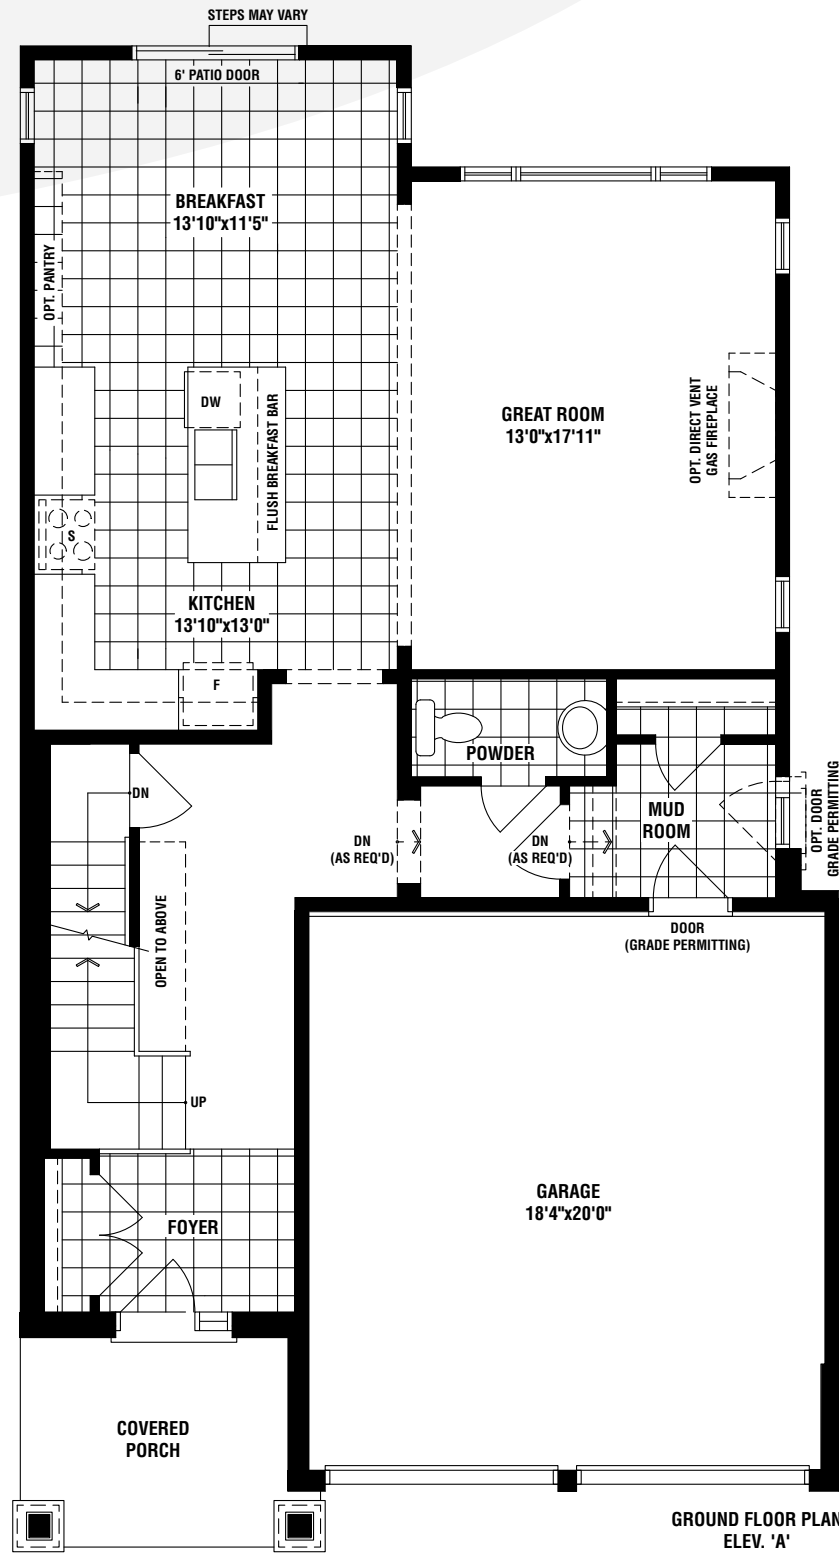 STEPS MAY VARY
6' PATIO DOOR
BREAKFAST
13'10"x11'5"
OPT. PANTRY
DW
FLUSH BREAKFAST BAR
GREAT ROOM
13'0"x17'11"
OPT. DIRECT VENT
GAS FIREPLACE
S
KITCHEN
13'10"x13'0"
F
POWDER
DN
MUD
ROOM
OPT. DOOR
GRADE PERMITTING
DN
(AS REQ'D)
DN
(AS REQ'D)
OPEN TO ABOVE
DOOR
(GRADE PERMITTING)
UP
GARAGE
18'4"x20'0"
FOYER
COVERED
PORCH
GROUND FLOOR PLAN
ELEV. 'A'